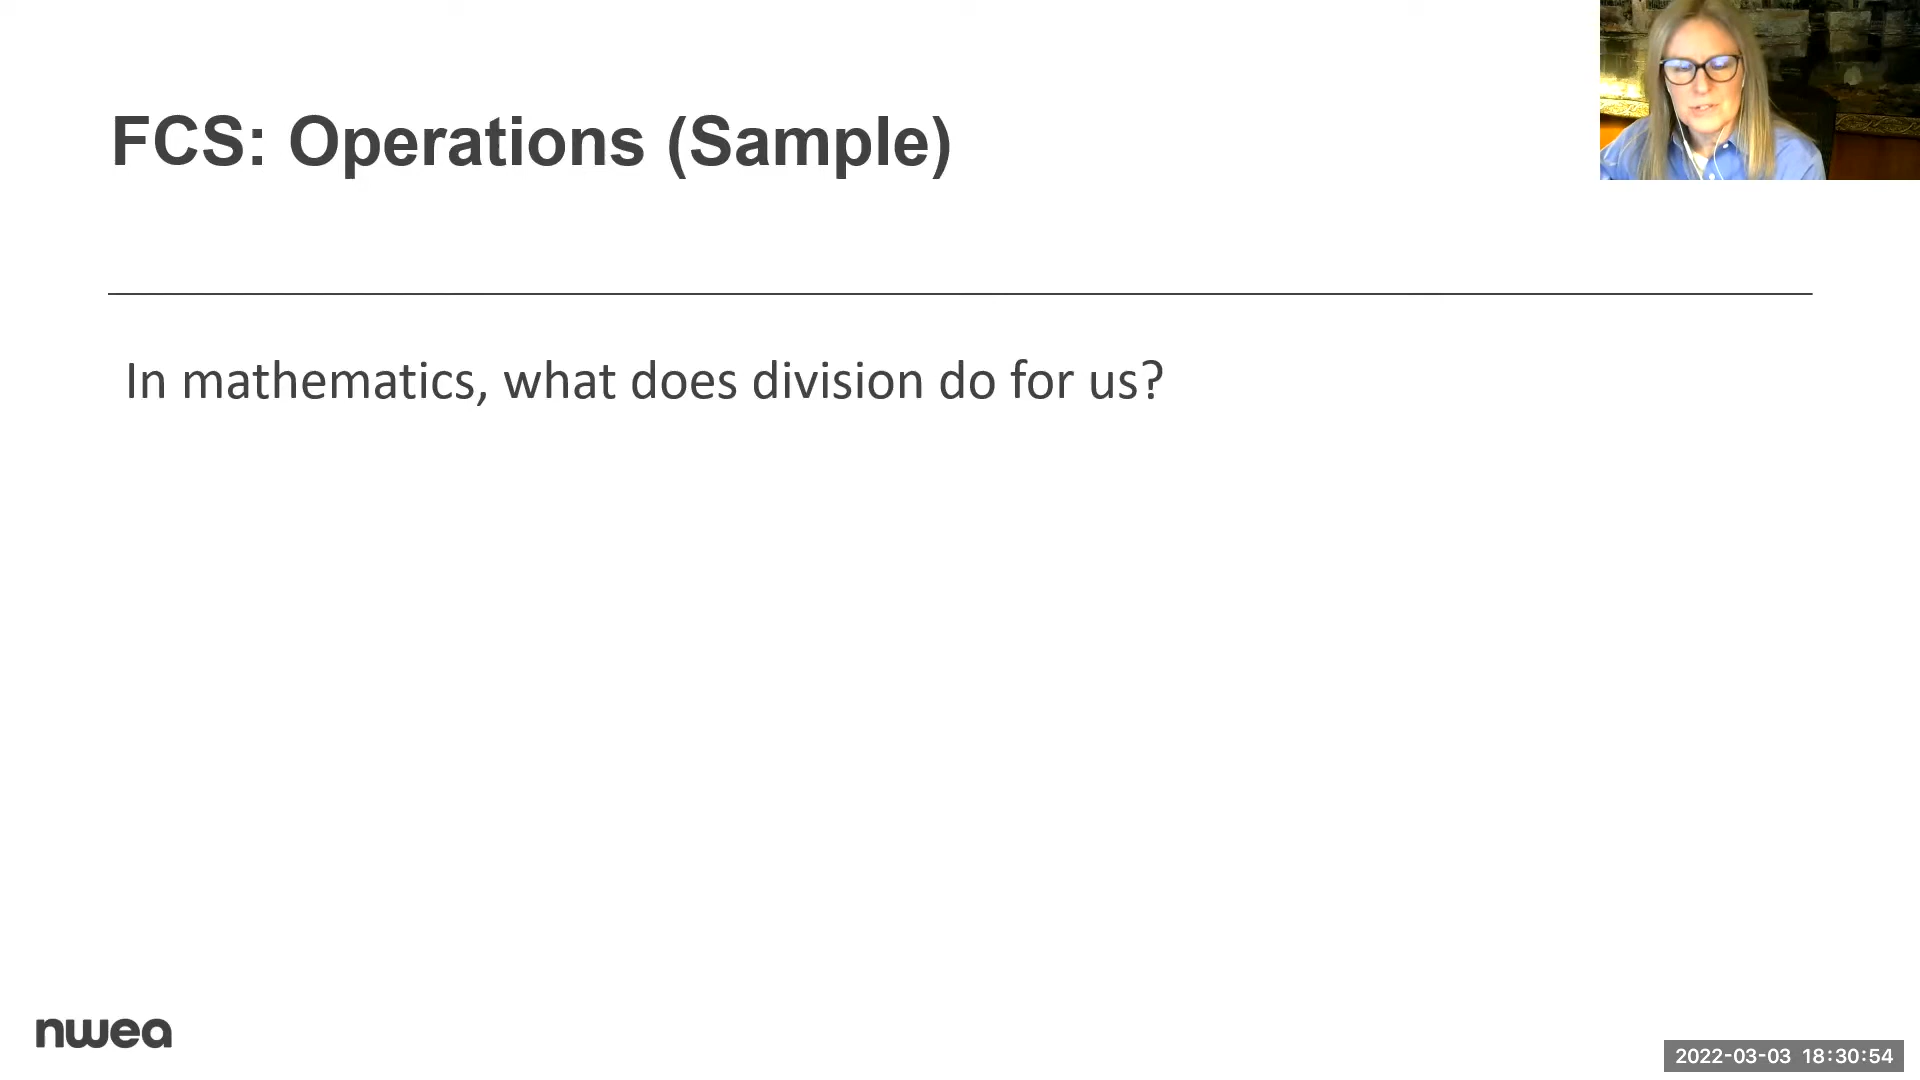 FCS: Operations (Sample)
In mathematics, what does division do for us?
nwea
2022-03-03 18:30:54